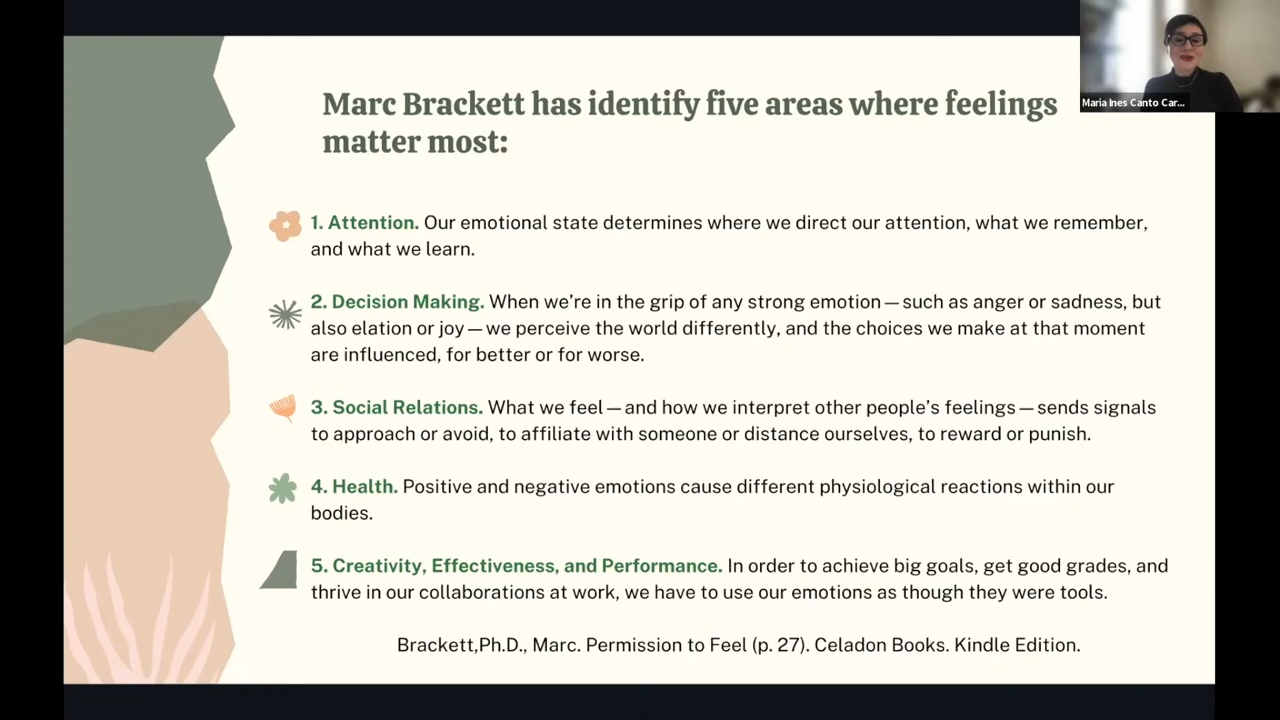 Marc Brackett has identify five areas where feelings
matter most:
Maria Ines Canto Car...
1. Attention. Our emotional state determines where we direct our attention, what we remember,
and what we learn.
2. Decision Making. When we’re in the grip of any strong emotion—such as anger or sadness, but
also elation or joy—we perceive the world differently, and the choices we make at that moment
are influenced, for better or for worse.
3. Social Relations. What we feel—and how we interpret other people’s feelings—sends signals
to approach or avoid, to affiliate with someone or distance ourselves, to reward or punish.
4. Health. Positive and negative emotions cause different physiological reactions within our
bodies.
5. Creativity, Effectiveness, and Performance. In order to achieve big goals, get good grades, and
thrive in our collaborations at work, we have to use our emotions as though they were tools.
Brackett,Ph.D., Marc. Permission to Feel (p. 27). Celadon Books. Kindle Edition.